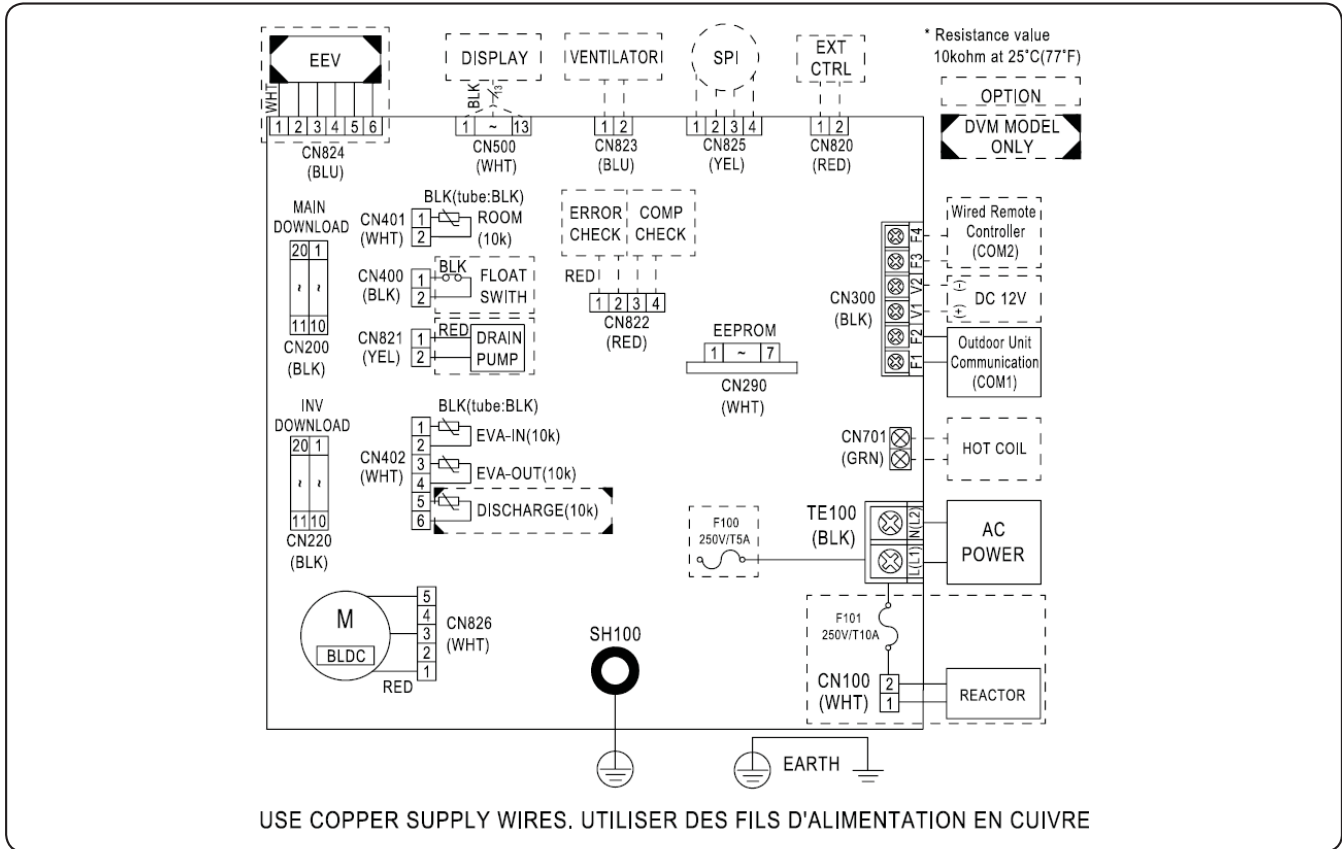 EEV
WHT
1 2 3 4 5 6
CN824
(BLU)
DISPLAY
BLK
13
1 ~ 13
CN500
(WHT)
VENTILATOR
1 2
CN823
(BLU)
SPI
1 2 3 4
CN825
(YEL)
EXT
CTRL
1 2
CN820
(RED)
* Resistance value
10kohm at 25°C(77°F)
OPTION
DVM MODEL
ONLY
MAIN
DOWNLOAD
20 1
~ ~
11 10
CN200
(BLK)
BLK(tube:BLK)
CN401
(WHT)
1
2
ROOM
(10k)
CN400
(BLK)
1
2
BLK
FLOAT
SWITH
CN821
(YEL)
1
2
RED
DRAIN
PUMP
ERROR
CHECK
COMP
CHECK
RED
1 2 3 4
CN822
(RED)
EEPROM
1 ~ 7
CN290
(WHT)
CN300
(BLK)
F4
F3
V2
V1
F2
F1
Wired Remote
Controller
(COM2)
(-)
(+)
DC 12V
Outdoor Unit
Communication
(COM1)
INV
DOWNLOAD
20 1
~ ~
11 10
CN220
(BLK)
BLK(tube:BLK)
CN402
(WHT)
1
2
3
4
5
6
EVA-IN(10k)
EVA-OUT(10k)
DISCHARGE(10k)
CN701
(GRN)
HOT COIL
F100
250V/T5A
TE100
(BLK)
N(L2)
L(L1)
AC
POWER
M
BLDC
5
4
3
2
1
CN826
(WHT)
RED
SH100
F101
250V/T10A
CN100
(WHT)
2
1
REACTOR
EARTH
USE COPPER SUPPLY WIRES, UTILISER DES FILS D'ALIMENTATION EN CUIVRE